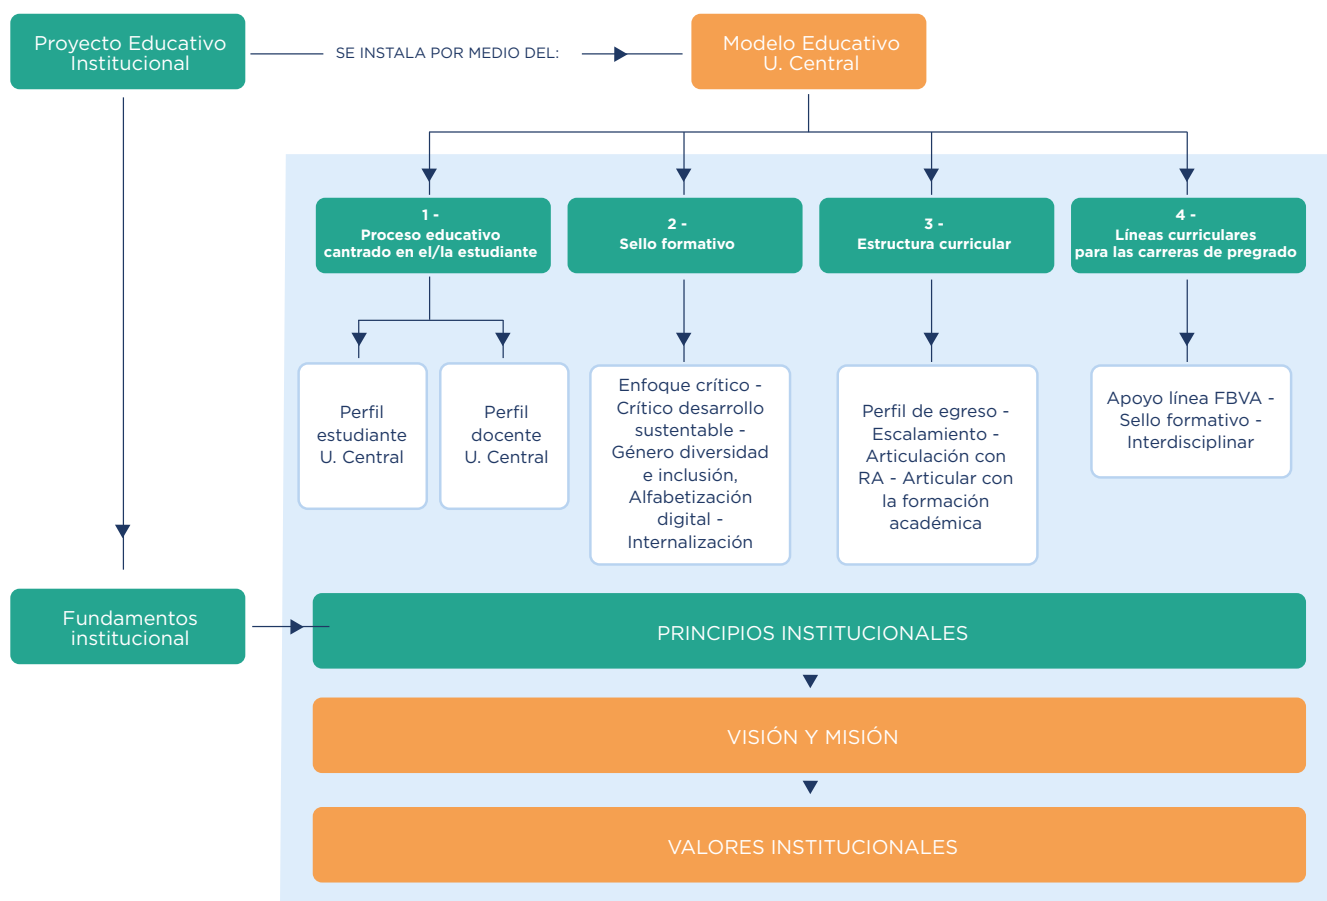 Proyecto Educativo
Institucional
SE INSTALA POR MEDIO DEL:
Modelo Educativo
U. Central
1 -
Proceso educativo
cantrado en el/la estudiante
2 -
Sello formativo
3 -
Estructura curricular
4 -
Líneas curriculares
para las carreras de pregrado
Perfil
estudiante
U. Central
Perfil
docente
U. Central
Enfoque crítico -
Crítico desarrollo
sustentable -
Género diversidad
e inclusión,
Alfabetización
digital -
Internalización
Perfil de egreso -
Escalamiento -
Articulación con
RA - Articular con
la formación
académica
Apoyo línea FBVA -
Sello formativo -
Interdisciplinar
Fundamentos
institucional
PRINCIPIOS INSTITUCIONALES
VISIÓN Y MISIÓN
VALORES INSTITUCIONALES